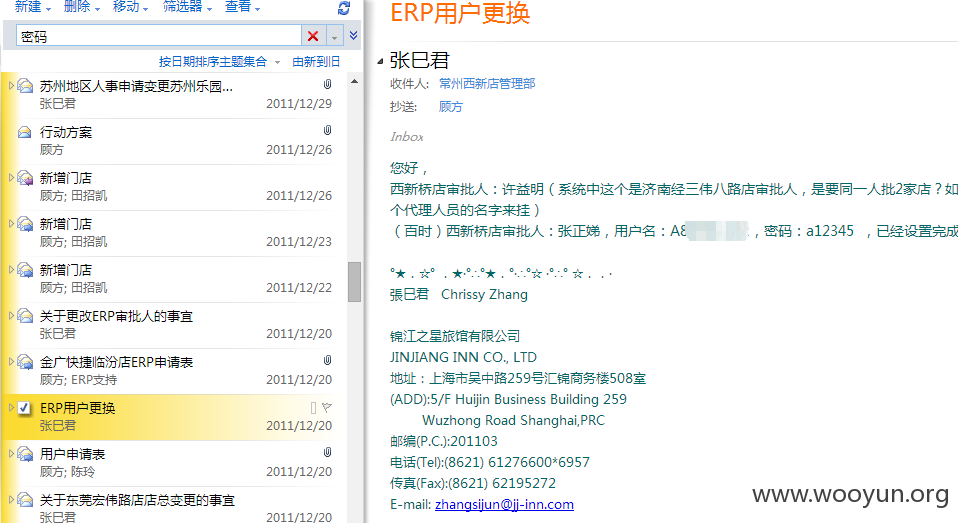 新建 删除 移动 筛选器 查看
密码
按日期排序主题集合 由新到旧
苏州地区人事申请变更苏州乐园...
张巳君 2011/12/29
行动方案
顾方 2011/12/26
新增门店
顾方; 田招凯 2011/12/26
新增门店
顾方; 田招凯 2011/12/23
新增门店
顾方; 田招凯 2011/12/22
关于更改ERP审批人的事宜
张巳君 2011/12/20
金广快捷临汾店ERP申请表
顾方; ERP支持 2011/12/20
ERP用户更换
张巳君 2011/12/20
用户申请表
顾方; 陈玲 2011/12/20
关于东莞宏伟路店店总变更的事宜
张巳君 2011/12/20
ERP用户更换
张巳君
收件人: 常州西新店管理部
抄送: 顾方
Inbox
您好，
西新桥店审批人：许益明（系统中这个是济南经三伟八路店审批人，是要同一人批2家店？如
个代理人员的名字来挂）
（百时）西新桥店审批人：张正娣，用户名：A8 ，密码：a12345 ，已经设置完成
°★．☆° ．★·°∴°★．°·∴°☆ ·°∴° ☆．．·
張巳君 Chrissy Zhang
锦江之星旅馆有限公司
JINJIANG INN CO., LTD
地址：上海市吴中路259号汇锦商务楼508室
(ADD):5/F Huijin Business Building 259
Wuzhong Road Shanghai,PRC
邮编(P.C.):201103
电话(Tel):(8621) 61276600*6957
传真(Fax):(8621) 62195272
E-mail: zhangsijun@jj-inn.com
www.wooyun.org